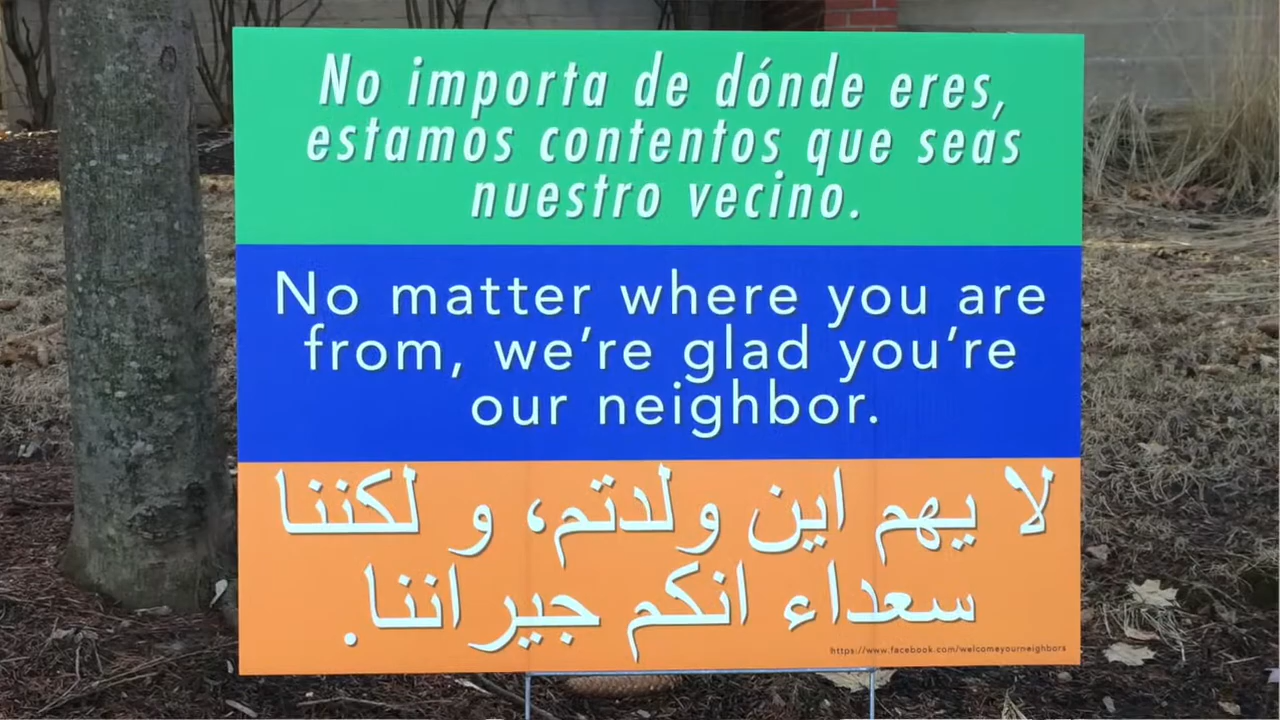 No importa de dónde eres,
estamos contentos que seas
nuestro vecino.
No matter where you are
from, we're glad you're
our neighbor.
لا يهم اين ولدتم، و لكننا
سعداء انكم جيراننا.
https://www.facebook.com/welcomeyourneighbors